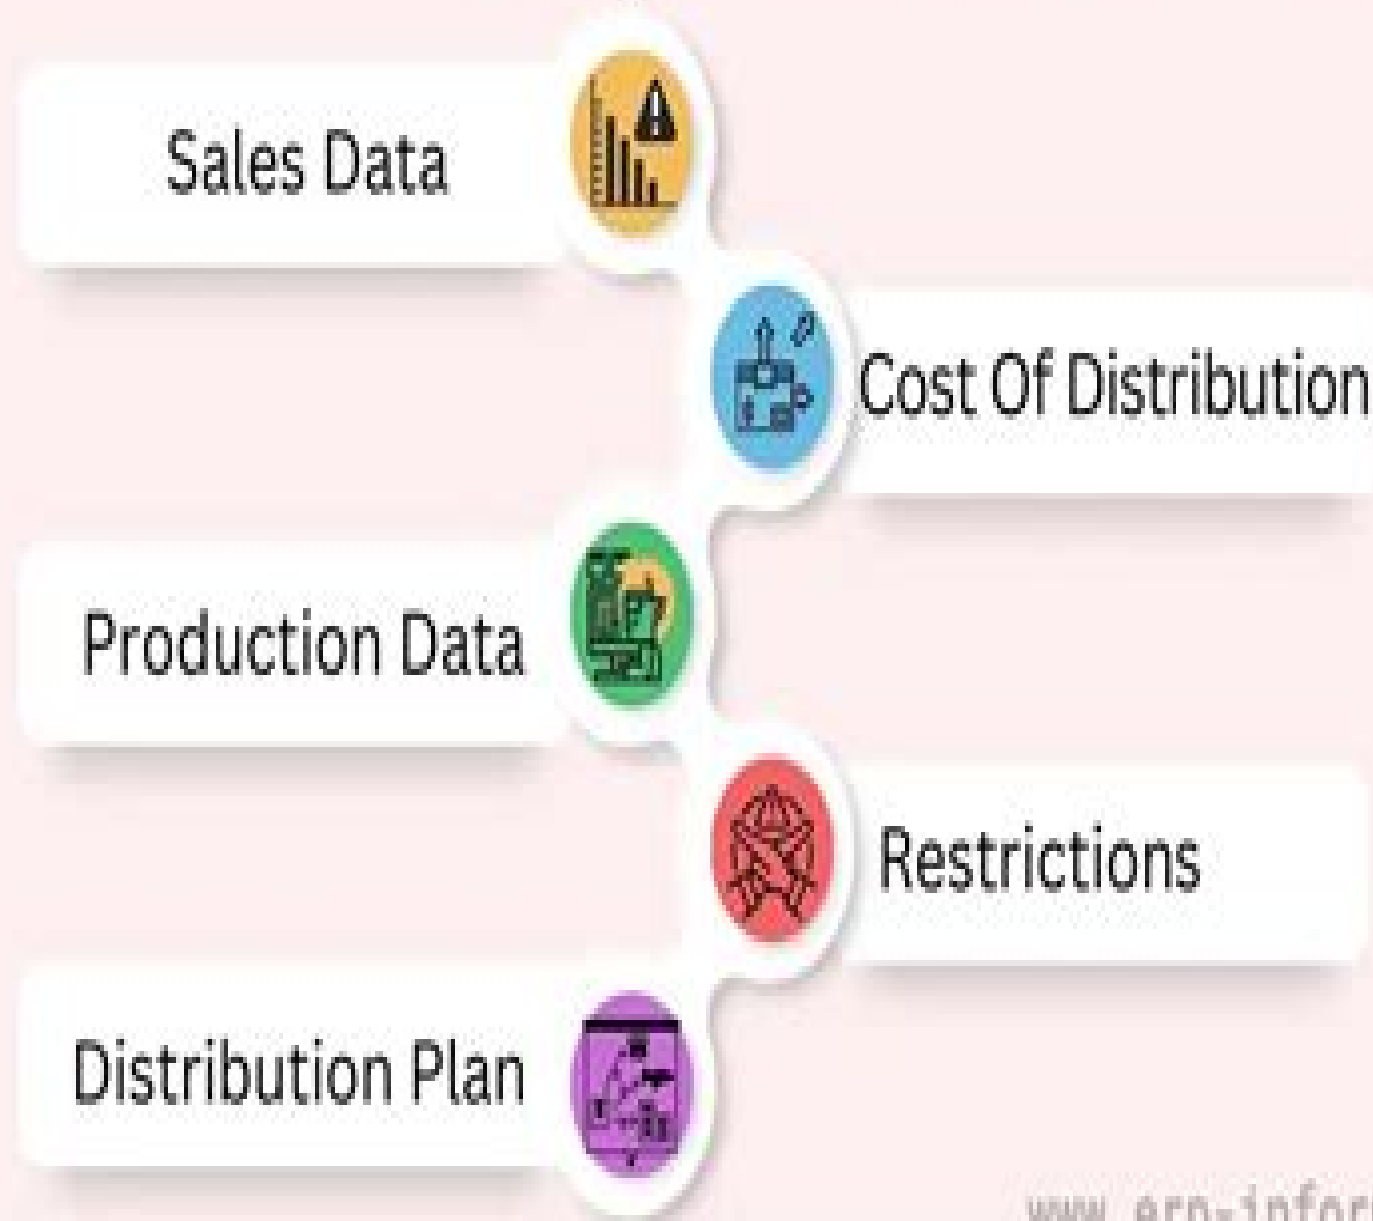 Sales Data
Cost Of Distribution
Production Data
Restrictions
Distribution Plan